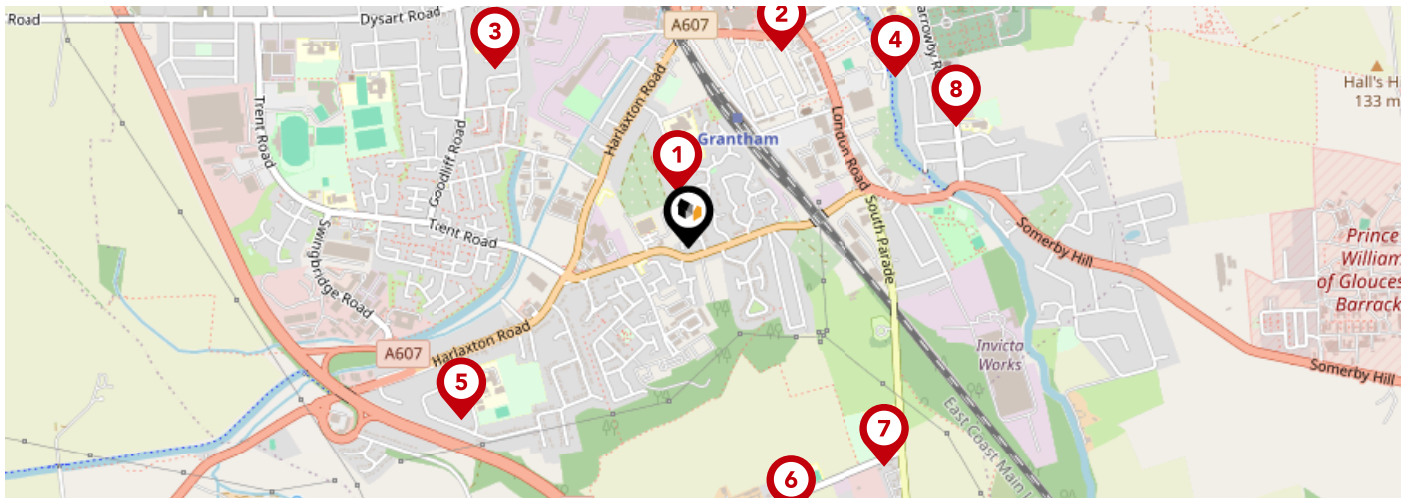 Road
Dysart Road
3
A607
2
4
arrowby R
8
Hall's H
133 m
Trent Road
Goodliff Road
Harlaxton Road
1
Grantham
London Road
South Parade
Trent Road
Swingbridge Road
Somerby Hill
Prince
William
of Glouces
Barrack
A607
Harlaxton Road
Invicta
Works
Somerby Hill
5
7
6
East Coast Main L